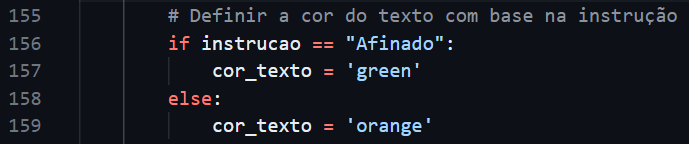 155 # Definir a cor do texto com base na instrução
156 if instrucao == "Afinado":
157 cor_texto = 'green'
158 else:
159 cor_texto = 'orange'